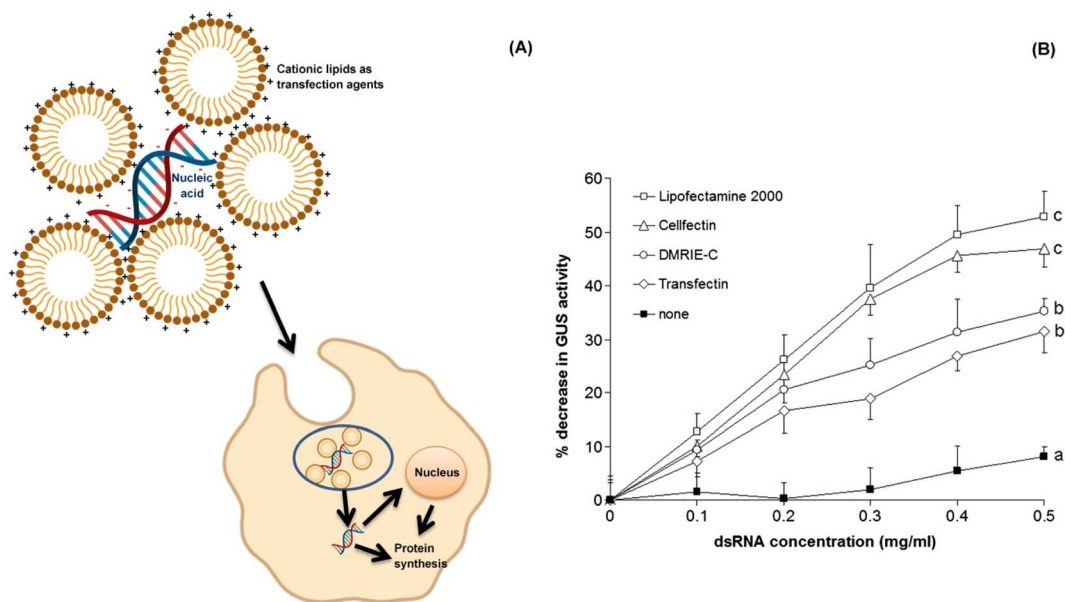 (A)
Cationic lipids as
transfection agents
Nucleic
acid
Nucleus
Protein
synthesis
(B)
% decrease in GUS activity
60
50
40
30
20
10
0
Lipofectamine 2000
Cellfectin
DMRIE-C
Transfectin
none
c
c
b
b
a
0
0.1
0.2
0.3
0.4
0.5
dsRNA concentration (mg/ml)